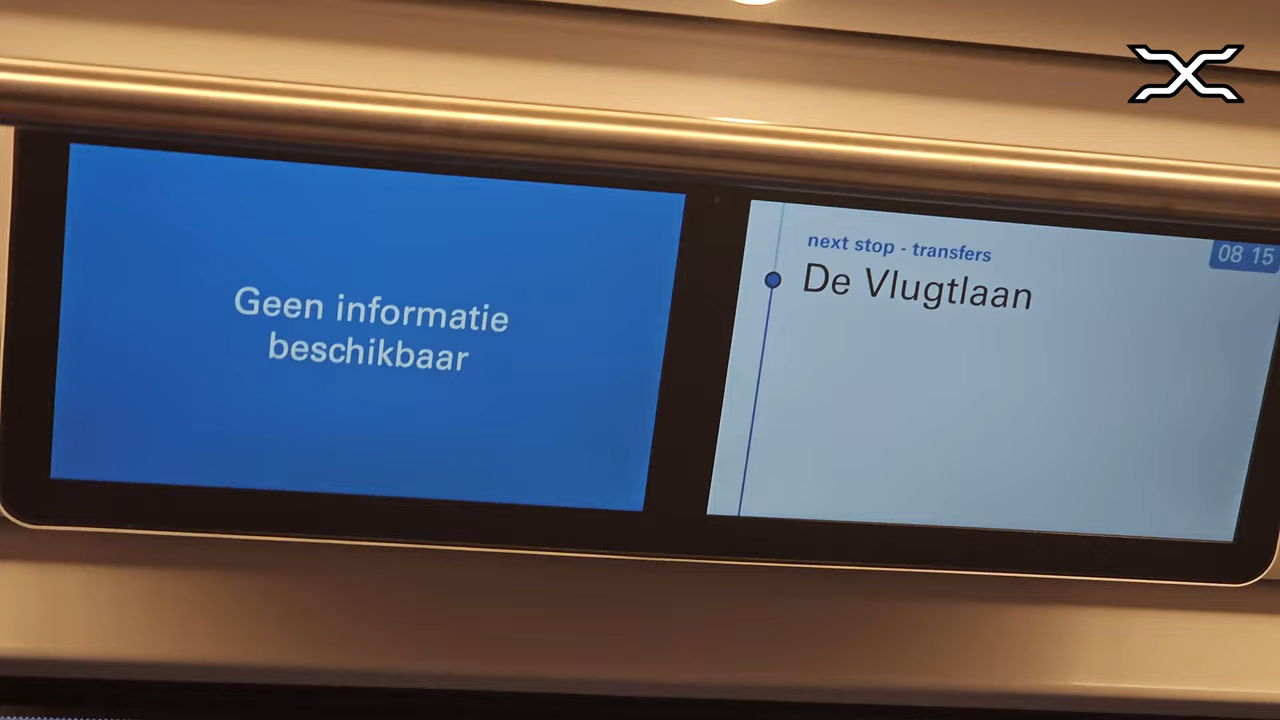 Geen informatie
beschikbaar
next stop - transfers
08 15
De Vlugtlaan